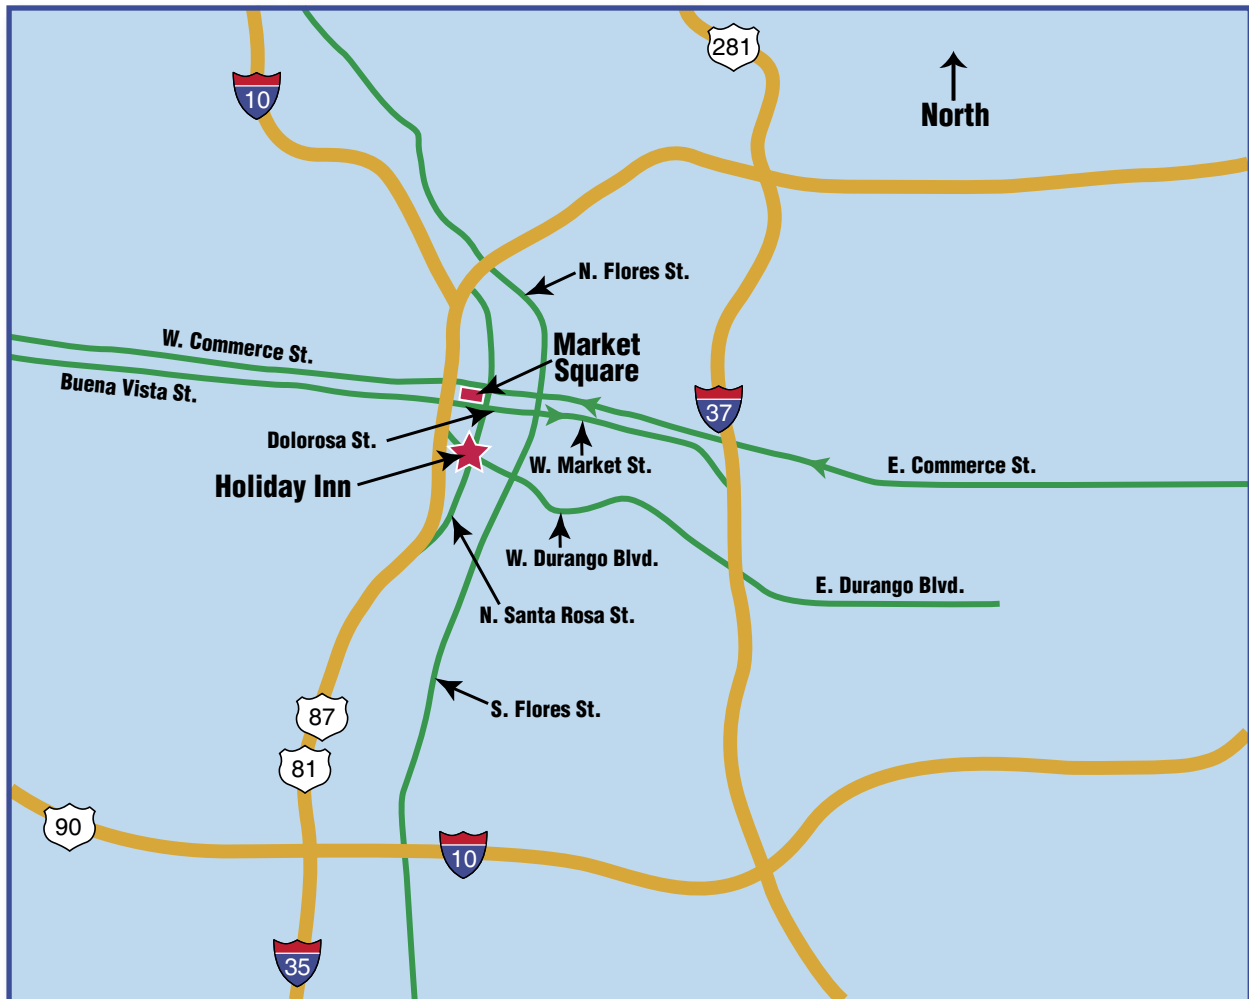 281
10
North
N. Flores St.
W. Commerce St.
Market
Square
Buena Vista St.
37
Dolorosa St.
W. Market St.
E. Commerce St.
Holiday Inn
W. Durango Blvd.
E. Durango Blvd.
N. Santa Rosa St.
S. Flores St.
87
81
90
10
35